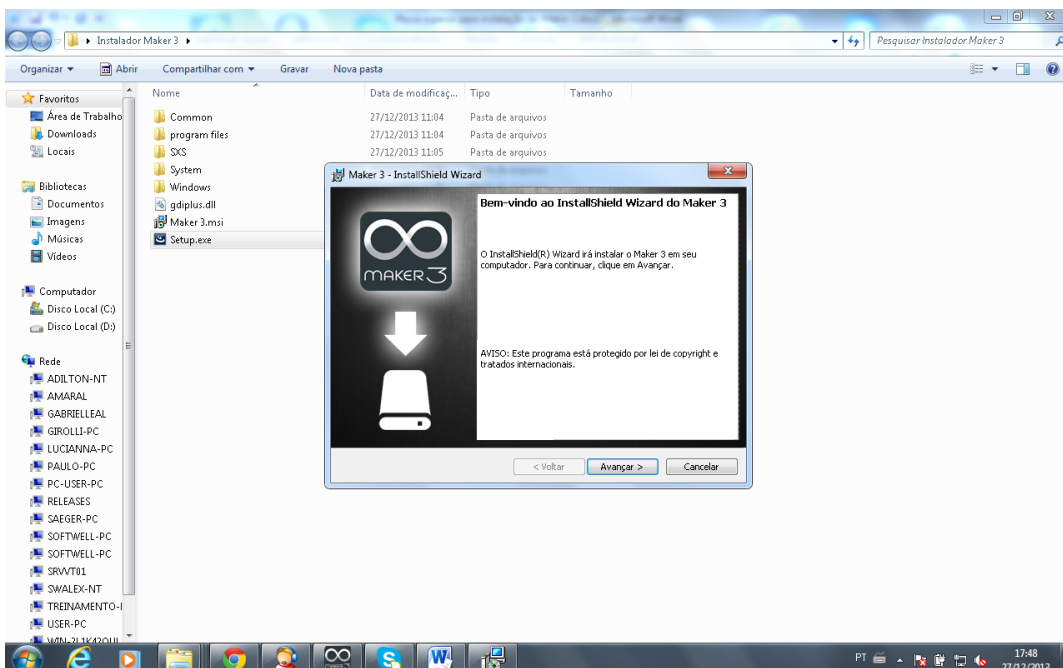 Instalador Maker 3
Pesquisar Instalador Maker 3
Organizar
Abrir
Compartilhar com
Gravar
Nova pasta
Favoritos
Área de Trabalho
Downloads
Locais
Bibliotecas
Documentos
Imagens
Músicas
Vídeos
Computador
Disco Local (C:)
Disco Local (D:)
Rede
ADILTON-NT
AMARAL
GABRIELLEAL
GIROLLI-PC
LUCIANNA-PC
PAULO-PC
PC-USER-PC
RELEASES
SAEGER-PC
SOFTWELL-PC
SOFTWELL-PC
SRVVT01
SWALEX-NT
TREINAMENTO-
USER-PC
Nome Data de modificaç... Tipo Tamanho
Common 27/12/2013 11:04 Pasta de arquivos
program files 27/12/2013 11:04 Pasta de arquivos
SXS 27/12/2013 11:05 Pasta de arquivos
System
Windows
gdiplus.dll
Maker 3.msi
Setup.exe
Maker 3 - InstallShield Wizard
MAKER 3
Bem-vindo ao InstallShield Wizard do Maker 3
O InstallShield(R) Wizard irá instalar o Maker 3 em seu
computador. Para continuar, clique em Avançar.
AVISO: Este programa está protegido por lei de copyright e
tratados internacionais.
< Voltar
Avançar >
Cancelar
PT
17:48